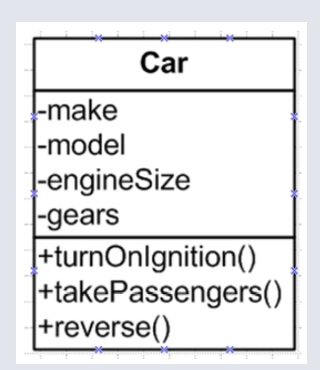 Car
-make
-model
-engineSize
-gears
+turnOnIgnition()
+takePassengers()
+reverse()